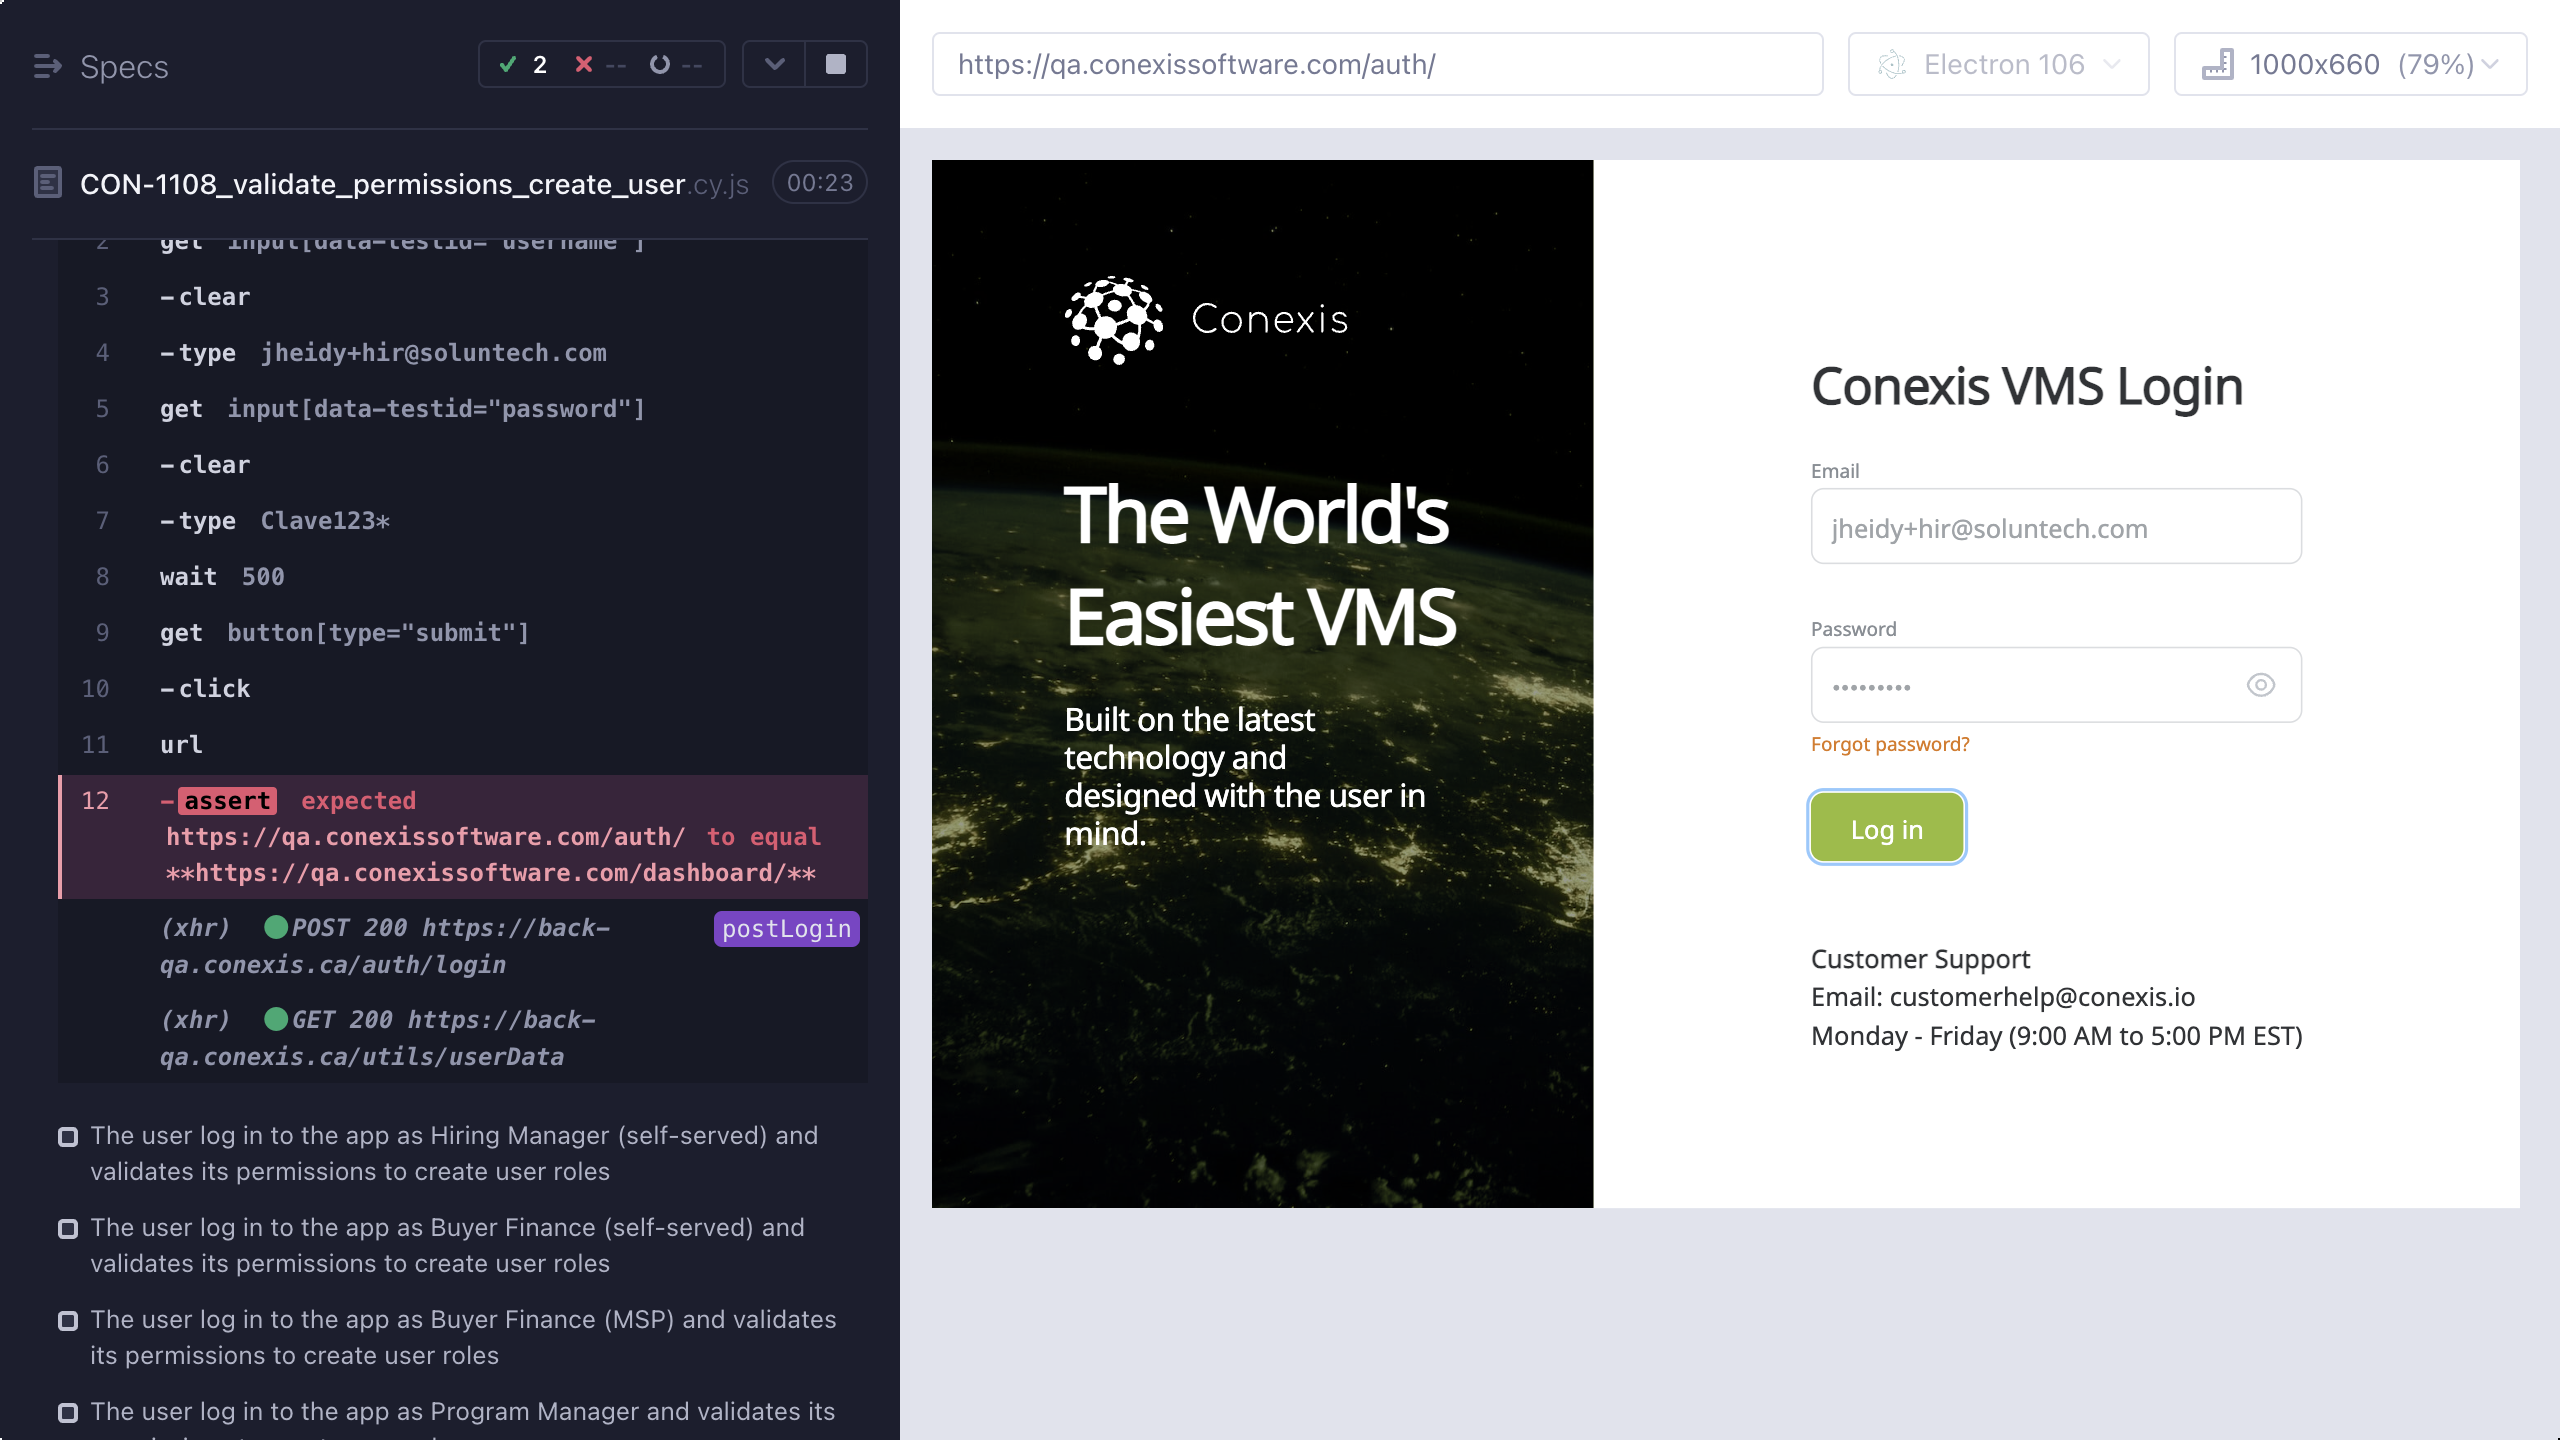 Specs
2
--
--
CON-1108_validate_permissions_create_user.cy.js
00:23
2 get input[data-testid="username"]
3 -clear
4 -type jheidy+hir@soluntech.com
5 get input[data-testid="password"]
6 -clear
7 -type Clave123*
8 wait 500
9 get button[type="submit"]
10 -click
11 url
12 -assert expected
https://qa.conexissoftware.com/auth/ to equal
**https://qa.conexissoftware.com/dashboard/**
(xhr) POST 200 https://back-
qa.conexis.ca/auth/login
postLogin
(xhr) GET 200 https://back-
qa.conexis.ca/utils/userData
The user log in to the app as Hiring Manager (self-served) and
validates its permissions to create user roles
The user log in to the app as Buyer Finance (self-served) and
validates its permissions to create user roles
The user log in to the app as Buyer Finance (MSP) and validates
its permissions to create user roles
The user log in to the app as Program Manager and validates its
https://qa.conexissoftware.com/auth/
Electron 106
1000x660 (79%)
Conexis
The World's
Easiest VMS
Built on the latest
technology and
designed with the user in
mind.
Conexis VMS Login
Email
jheidy+hir@soluntech.com
Password
•••••••••
Forgot password?
Log in
Customer Support
Email: customerhelp@conexis.io
Monday - Friday (9:00 AM to 5:00 PM EST)